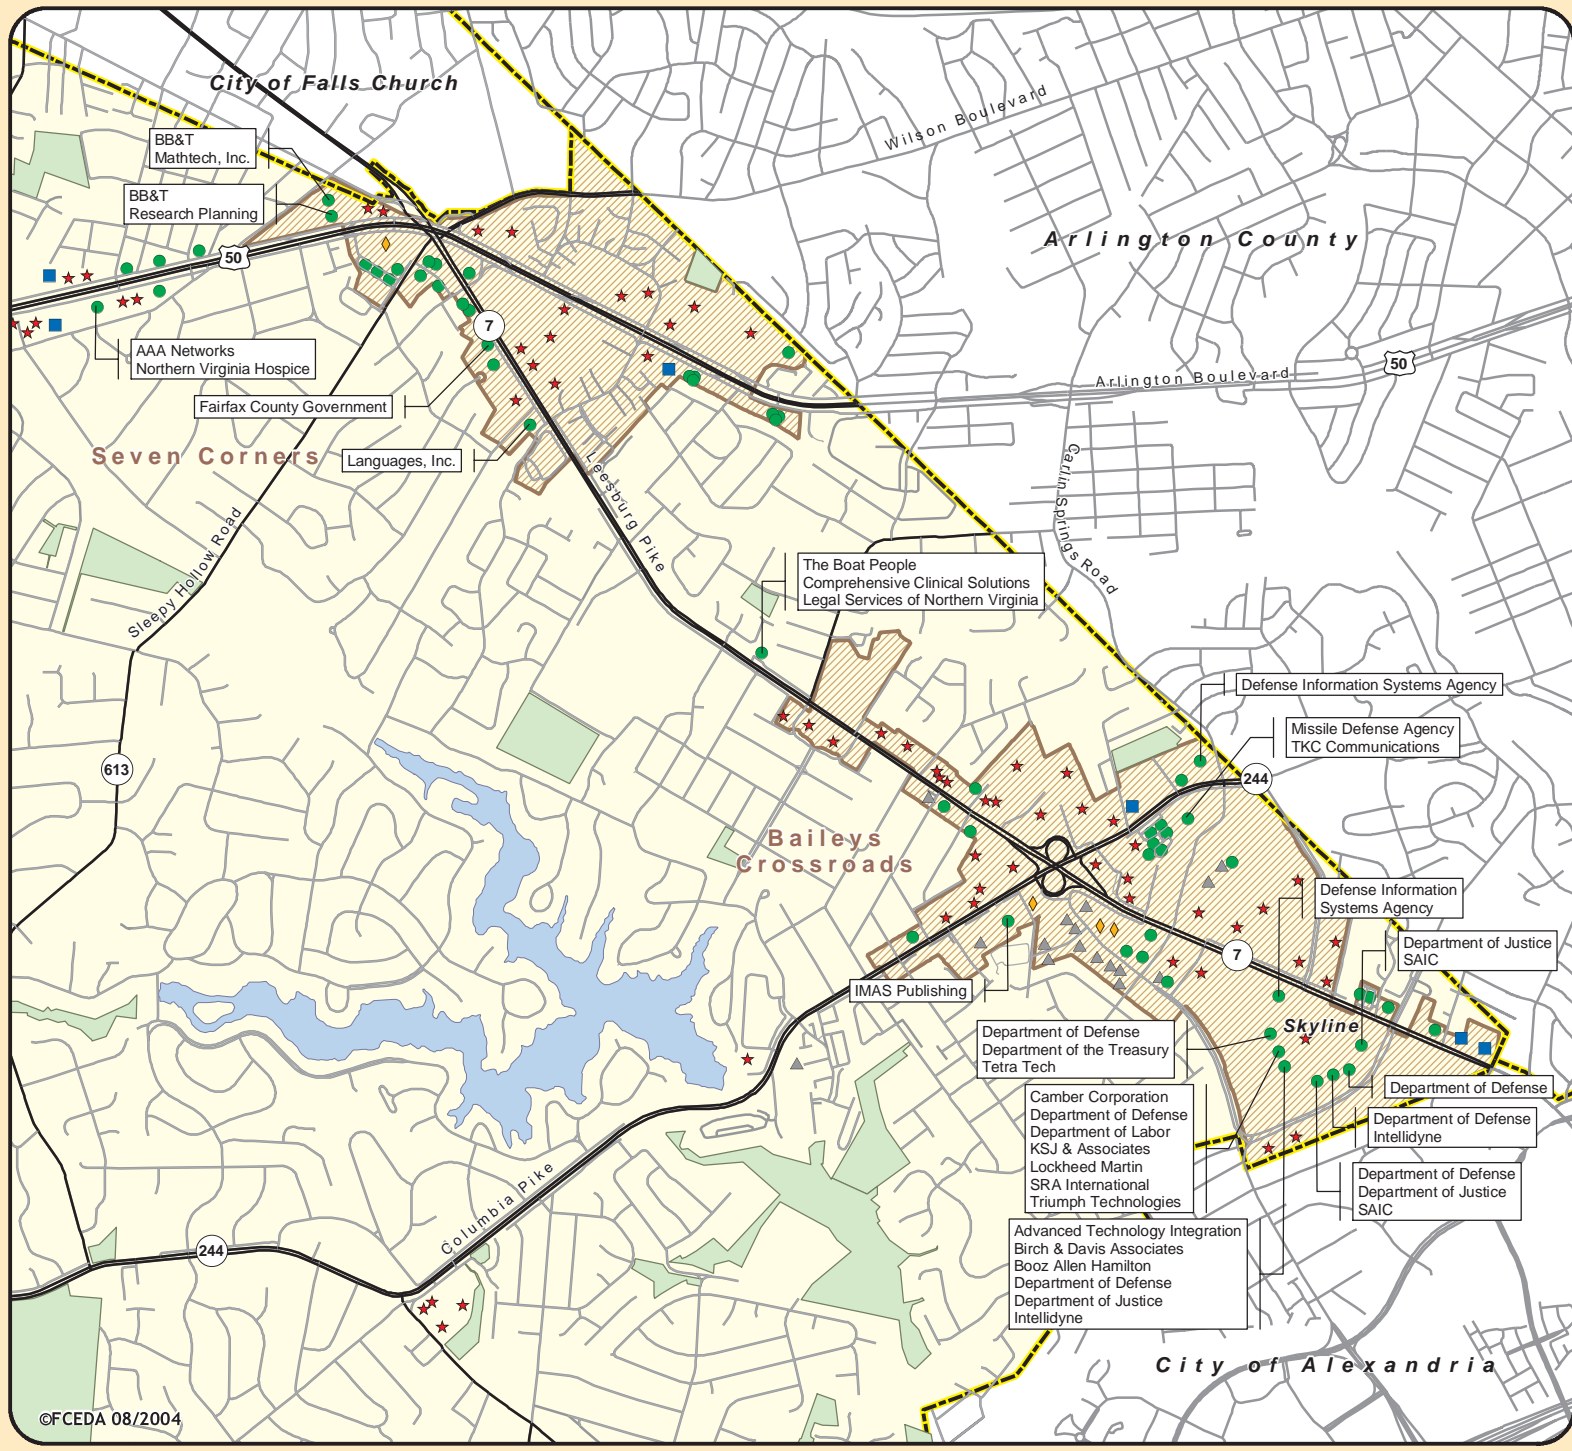 City of Falls Church
Wilson Boulevard
BB&T
Mathtech, Inc.
BB&T
Research Planning
50
Arlington County
7
AAA Networks
Northern Virginia Hospice
Arlington Boulevard
50
Fairfax County Government
Seven Corners
Languages, Inc.
Leesburg Pike
Carlin Springs Road
Sleepy Hollow Road
The Boat People
Comprehensive Clinical Solutions
Legal Services of Northern Virginia
Defense Information Systems Agency
Missile Defense Agency
TKC Communications
613
244
Baileys
Crossroads
Defense Information
Systems Agency
Department of Justice
SAIC
7
IMAS Publishing
Skyline
Department of Defense
Department of the Treasury
Tetra Tech
Department of Defense
Camber Corporation
Department of Defense
Department of Labor
KSJ & Associates
Lockheed Martin
SRA International
Triumph Technologies
Department of Defense
Intellidyne
Department of Defense
Department of Justice
SAIC
Columbia Pike
244
Advanced Technology Integration
Birch & Davis Associates
Booz Allen Hamilton
Department of Defense
Department of Justice
Intellidyne
City of Alexandria
©FCEDA 08/2004